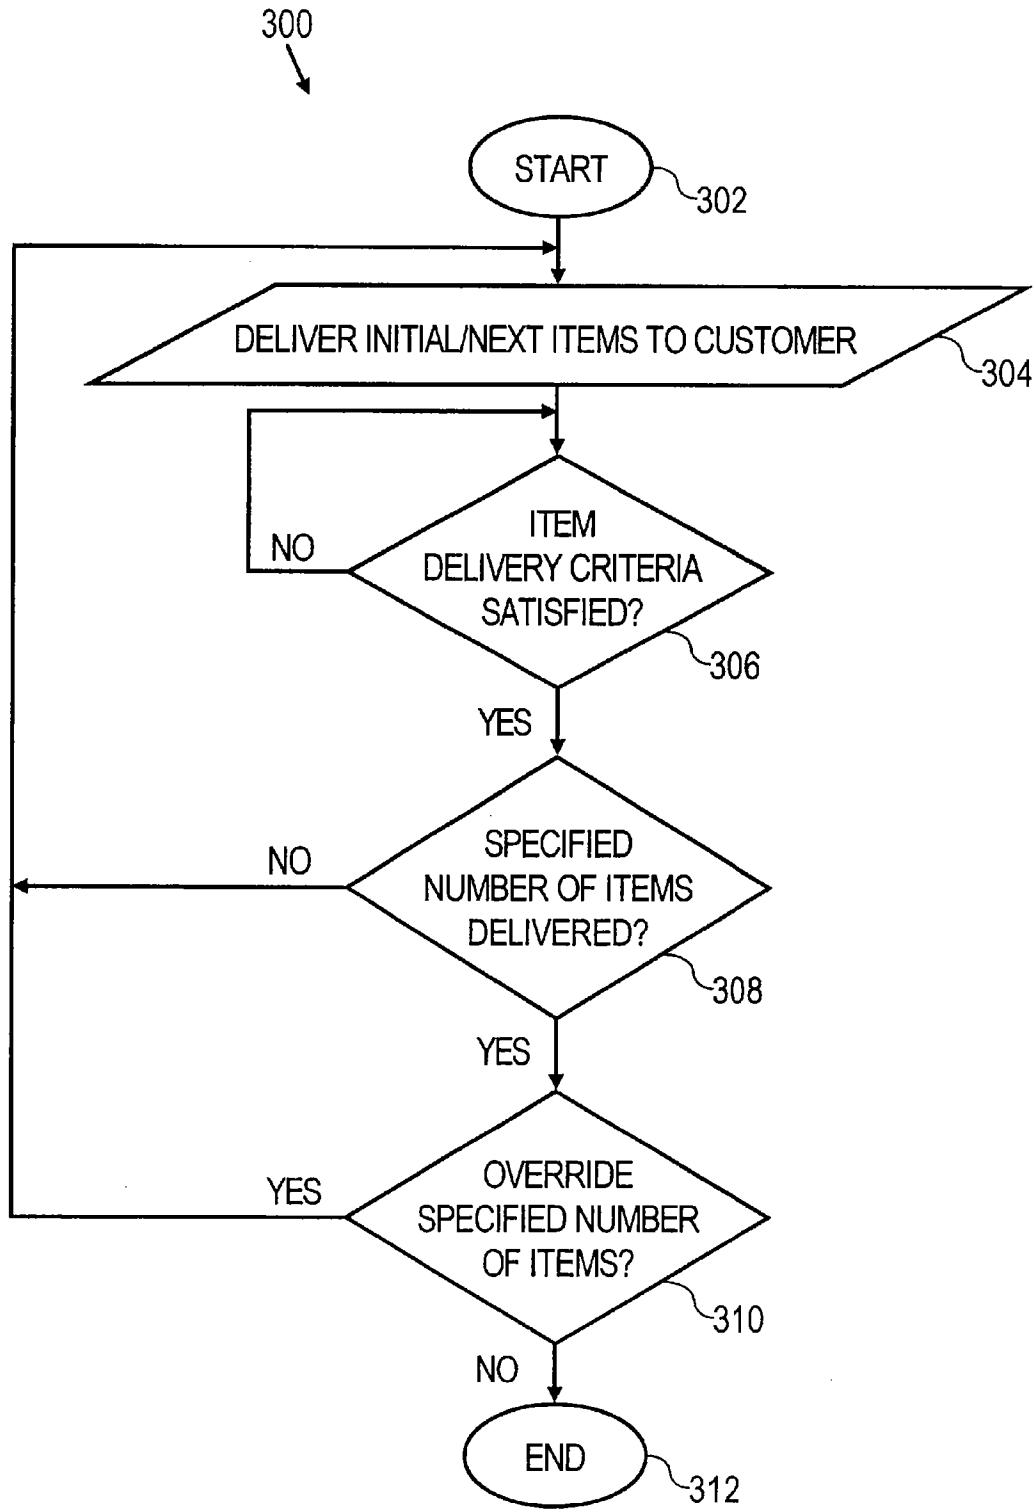 300
START
302
DELIVER INITIAL/NEXT ITEMS TO CUSTOMER
304
ITEM
DELIVERY CRITERIA
SATISFIED?
NO
306
YES
SPECIFIED
NUMBER OF ITEMS
DELIVERED?
NO
308
YES
OVERRIDE
SPECIFIED NUMBER
OF ITEMS?
YES
310
NO
END
312